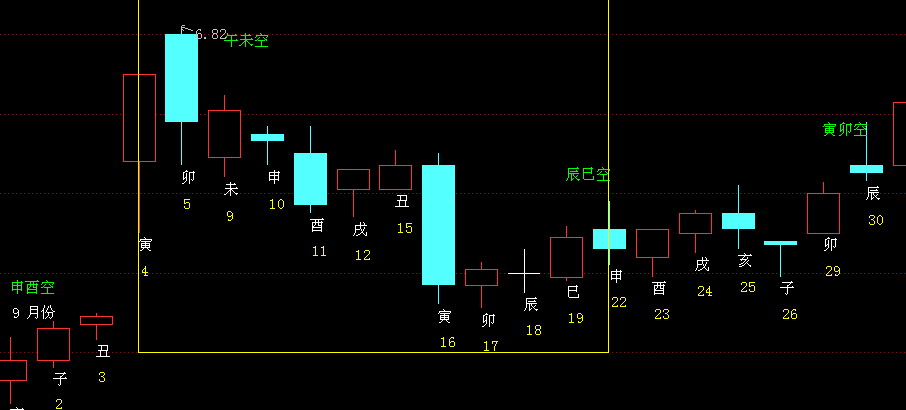 6.82
午未空
寅卯空
辰巳空
申酉空
9 月份
子
2
丑
3
寅
4
卯
5
未
9
申
10
酉
11
戌
12
丑
15
寅
16
卯
17
辰
18
巳
19
申
22
酉
23
戌
24
亥
25
子
26
卯
29
辰
30